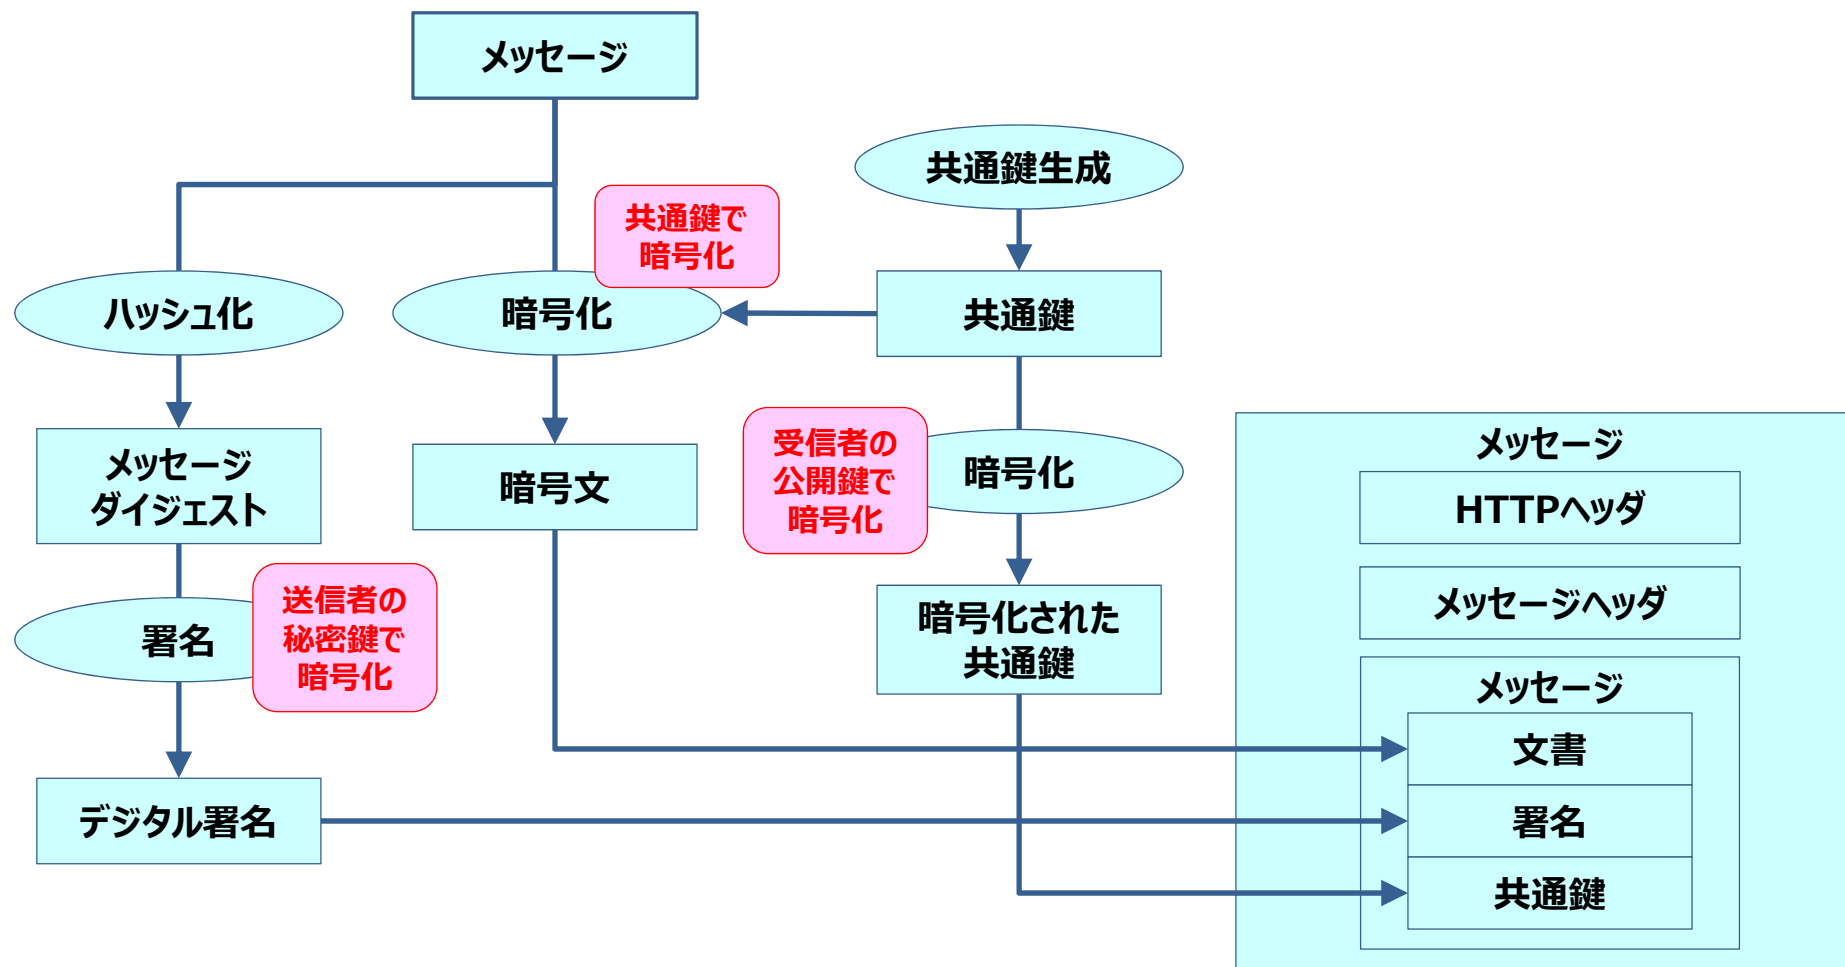 メッセージ
共通鍵生成
共通鍵で
暗号化
ハッシュ化
暗号化
共通鍵
メッセージ
ダイジェスト
暗号文
受信者の
公開鍵で
暗号化
暗号化
送信者の
秘密鍵で
暗号化
署名
暗号化された
共通鍵
デジタル署名
メッセージ
HTTPヘッダ
メッセージヘッダ
メッセージ
文書
署名
共通鍵